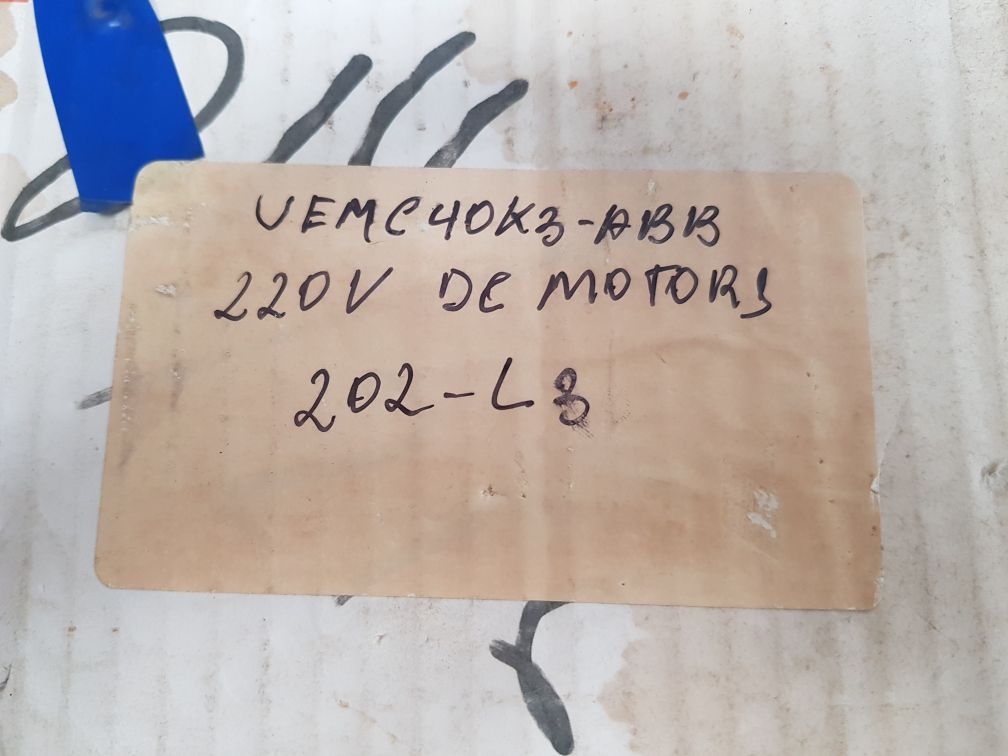 UEMC40K3-ABB
220V DC MOTORS
202-L3